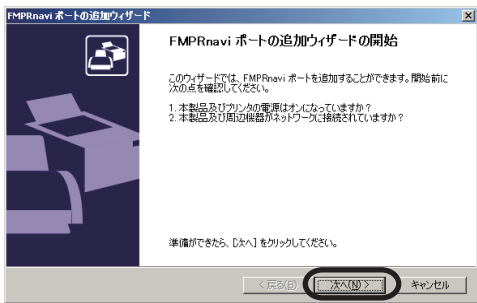 FMPRnavi ポートの追加ウィザード
FMPRnavi ポートの追加ウィザードの開始
このウィザードでは、FMPRnavi ポートを追加することができます。開始前に
次の点を確認してください。
1. 本製品及びプリンタの電源はオンになっていますか？
2. 本製品及び周辺機器がネットワークに接続されていますか？
準備ができたら、[次へ] をクリックしてください。
< 戻る(B)
次へ(N) >
キャンセル